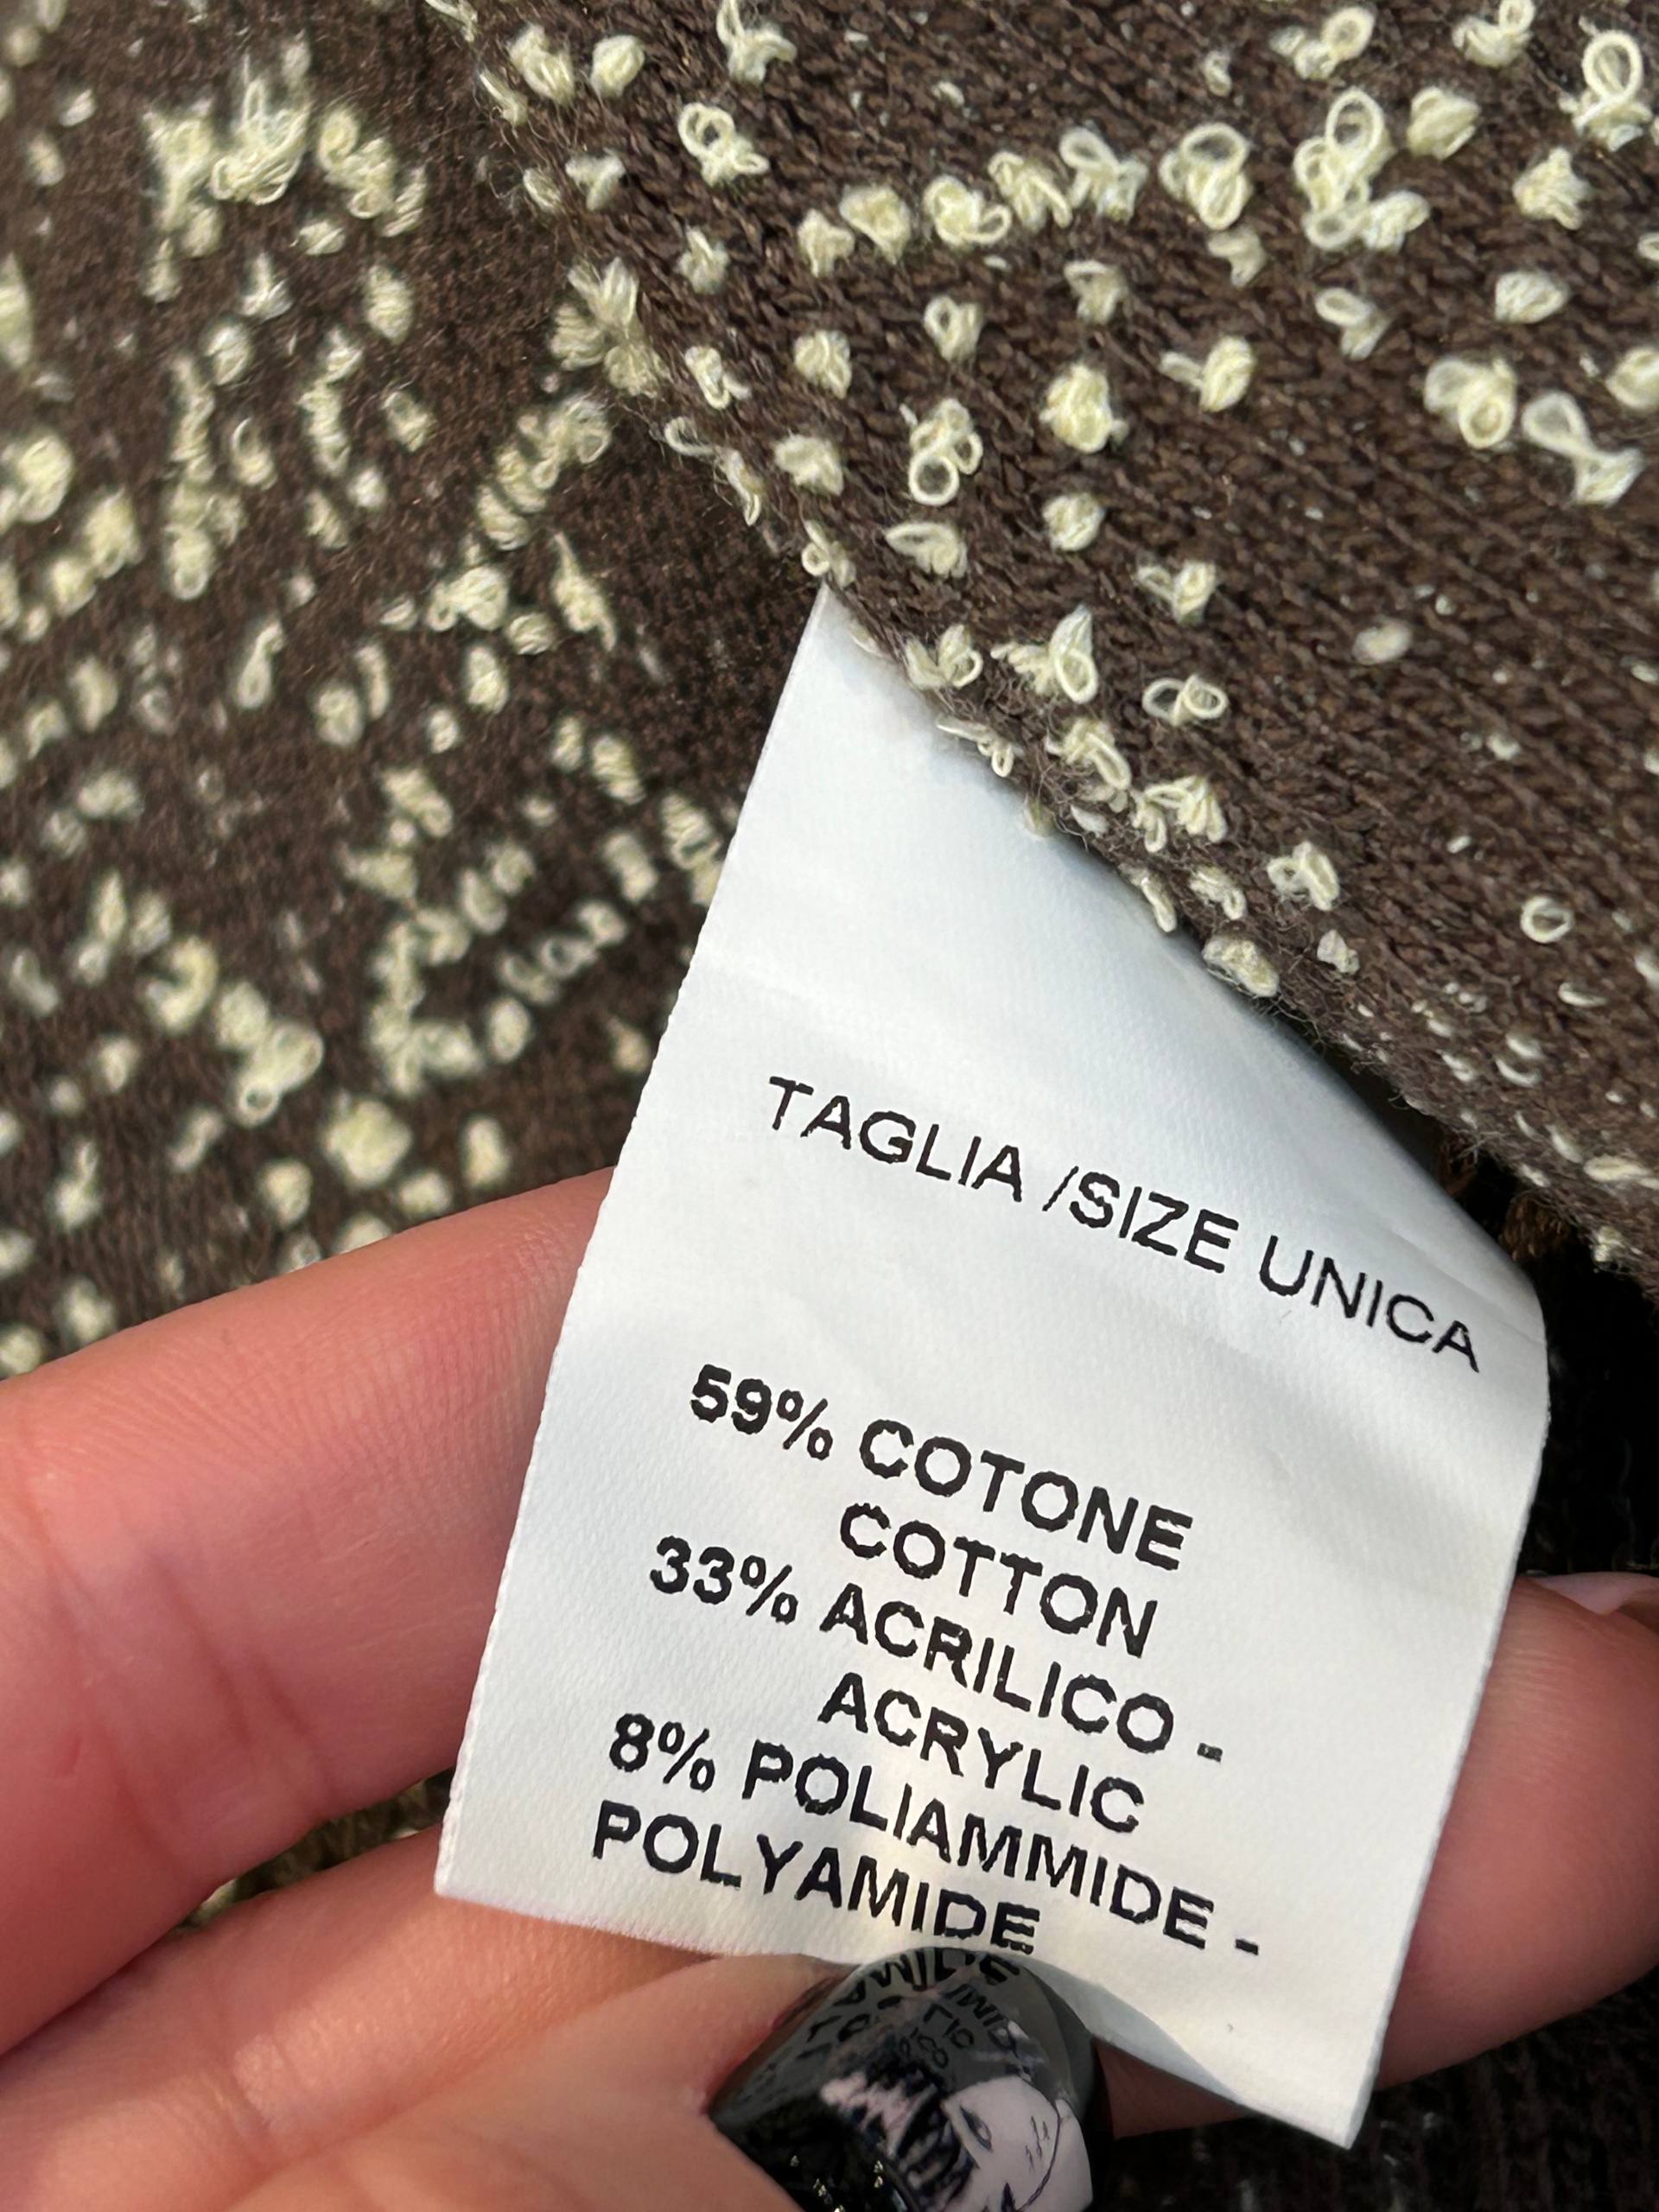 TAGLIA /SIZE UNICA
59% COTONE
COTTON
33% ACRILICO -
ACRYLIC
8% POLIAMMIDE -
POLYAMIDE